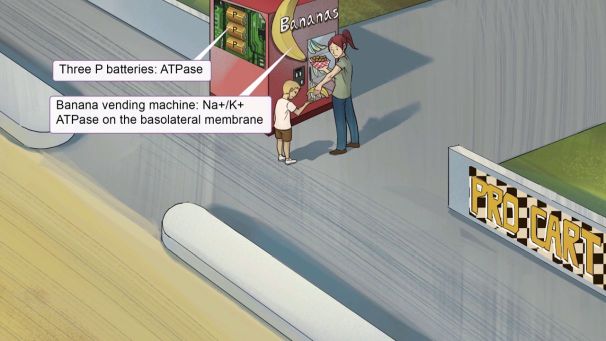 P
P
P
Bananas
Three P batteries: ATPase
Banana vending machine: Na+/K+
ATPase on the basolateral membrane
PRO CART